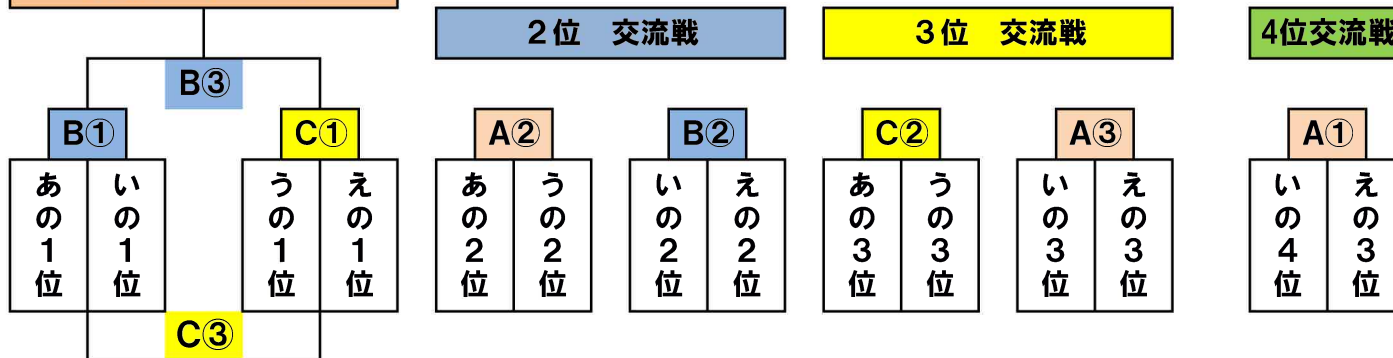 2位 交流戦
3位 交流戦
4位交流戦
B③
B①
C①
A②
B②
C②
A③
A①
あの1位
いの1位
うの1位
えの1位
あの2位
うの2位
いの2位
えの2位
あの3位
うの3位
いの3位
えの3位
いの4位
えの3位
C③